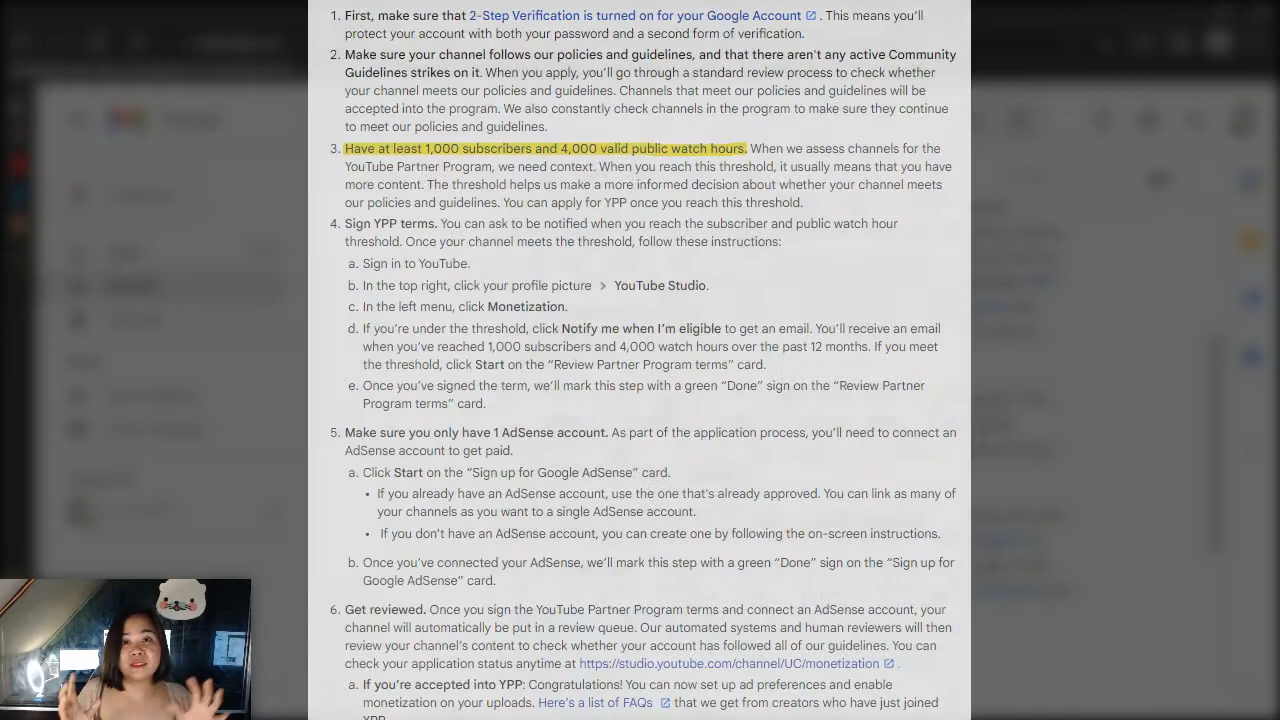 1. First, make sure that 2-Step Verification is turned on for your Google Account . This means you'll
protect your account with both your password and a second form of verification.
2. Make sure your channel follows our policies and guidelines, and that there aren't any active Community
Guidelines strikes on it. When you apply, you'll go through a standard review process to check whether
your channel meets our policies and guidelines. Channels that meet our policies and guidelines will be
accepted into the program. We also constantly check channels in the program to make sure they continue
to meet our policies and guidelines.
3. Have at least 1,000 subscribers and 4,000 valid public watch hours. When we assess channels for the
YouTube Partner Program, we need context. When you reach this threshold, it usually means that you have
more content. The threshold helps us make a more informed decision about whether your channel meets
our policies and guidelines. You can apply for YPP once you reach this threshold.
4. Sign YPP terms. You can ask to be notified when you reach the subscriber and public watch hour
threshold. Once your channel meets the threshold, follow these instructions:
a. Sign in to YouTube.
b. In the top right, click your profile picture > YouTube Studio.
c. In the left menu, click Monetization.
d. If you're under the threshold, click Notify me when I'm eligible to get an email. You'll receive an email
when you've reached 1,000 subscribers and 4,000 watch hours over the past 12 months. If you meet
the threshold, click Start on the “Review Partner Program terms” card.
e. Once you've signed the term, we'll mark this step with a green “Done” sign on the “Review Partner
Program terms” card.
5. Make sure you only have 1 AdSense account. As part of the application process, you'll need to connect an
AdSense account to get paid.
a. Click Start on the “Sign up for Google AdSense” card.
• If you already have an AdSense account, use the one that's already approved. You can link as many of
your channels as you want to a single AdSense account.
• If you don't have an AdSense account, you can create one by following the on-screen instructions.
b. Once you've connected your AdSense, we'll mark this step with a green “Done” sign on the “Sign up for
Google AdSense” card.
6. Get reviewed. Once you sign the YouTube Partner Program terms and connect an AdSense account, your
channel will automatically be put in a review queue. Our automated systems and human reviewers will then
review your channel's content to check whether your account has followed all of our guidelines. You can
check your application status anytime at https://studio.youtube.com/channel/UC/monetization .
a. If you're accepted into YPP: Congratulations! You can now set up ad preferences and enable
monetization on your uploads. Here's a list of FAQs that we get from creators who have just joined
YPP.